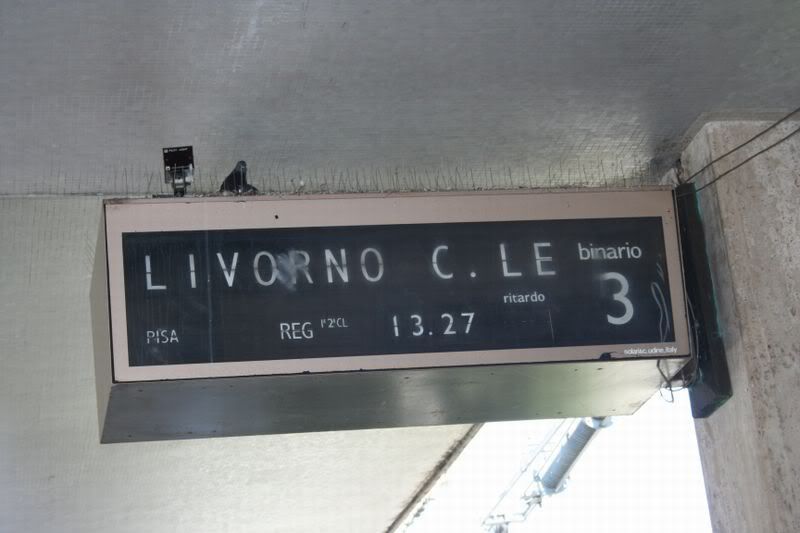 LIVORNO C.LE binario
ritardo 3
PISA REG 1ª2ªCL 13.27
solari&c.udine,italy